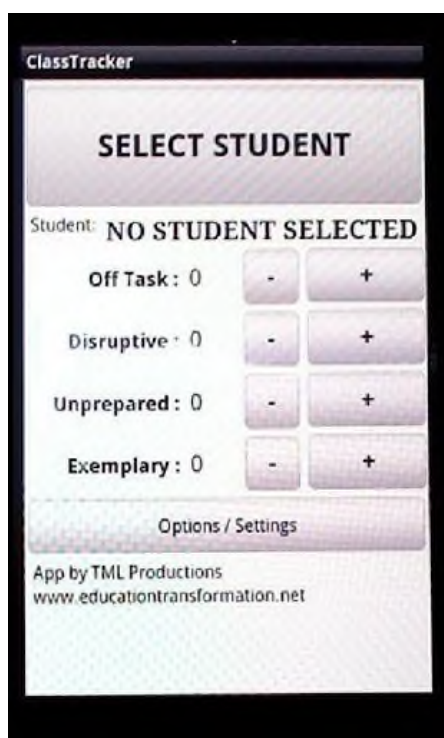 ClassTracker
SELECT STUDENT
Student: NO STUDENT SELECTED
Off Task : 0 - +
Disruptive : 0 - +
Unprepared : 0 - +
Exemplary : 0 - +
Options / Settings
App by TML Productions
www.educationtransformation.net